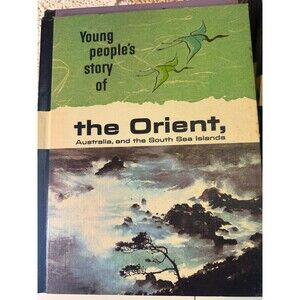 Young
people's
story
of
the Orient,
Australia, and the South Sea Islands